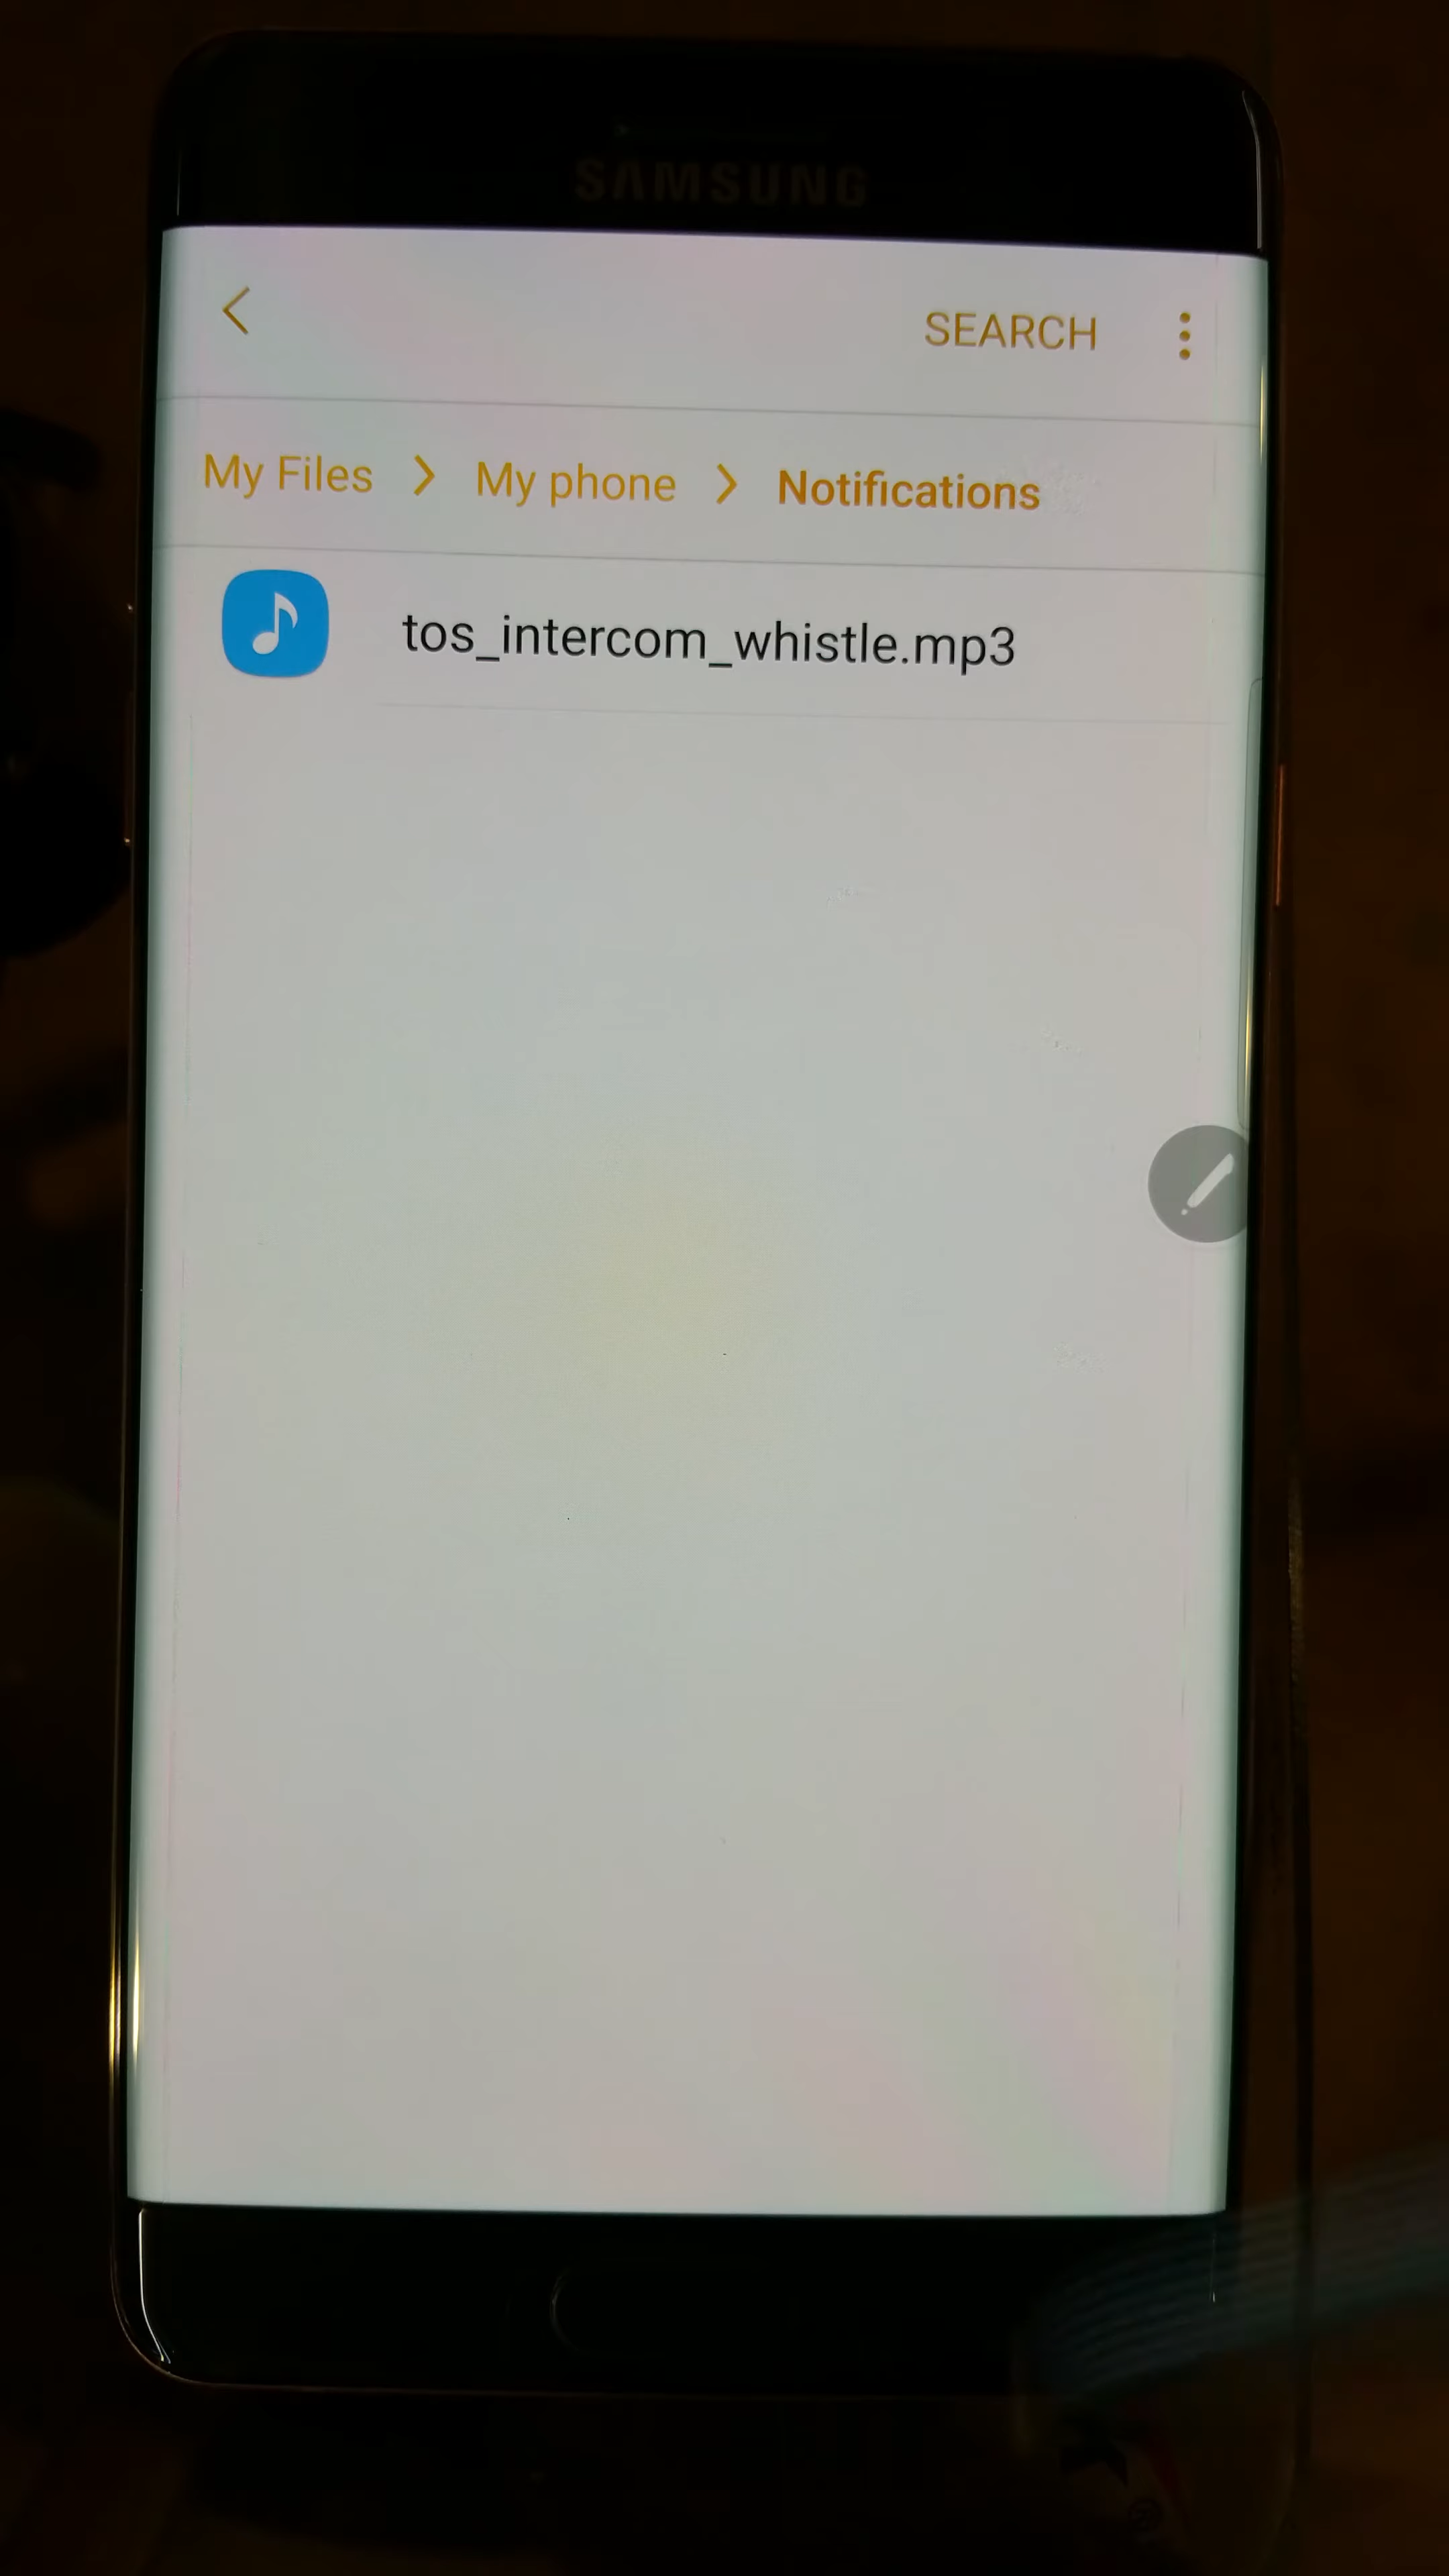 SAMSUNG
SEARCH
My Files > My phone > Notifications
tos_intercom_whistle.mp3